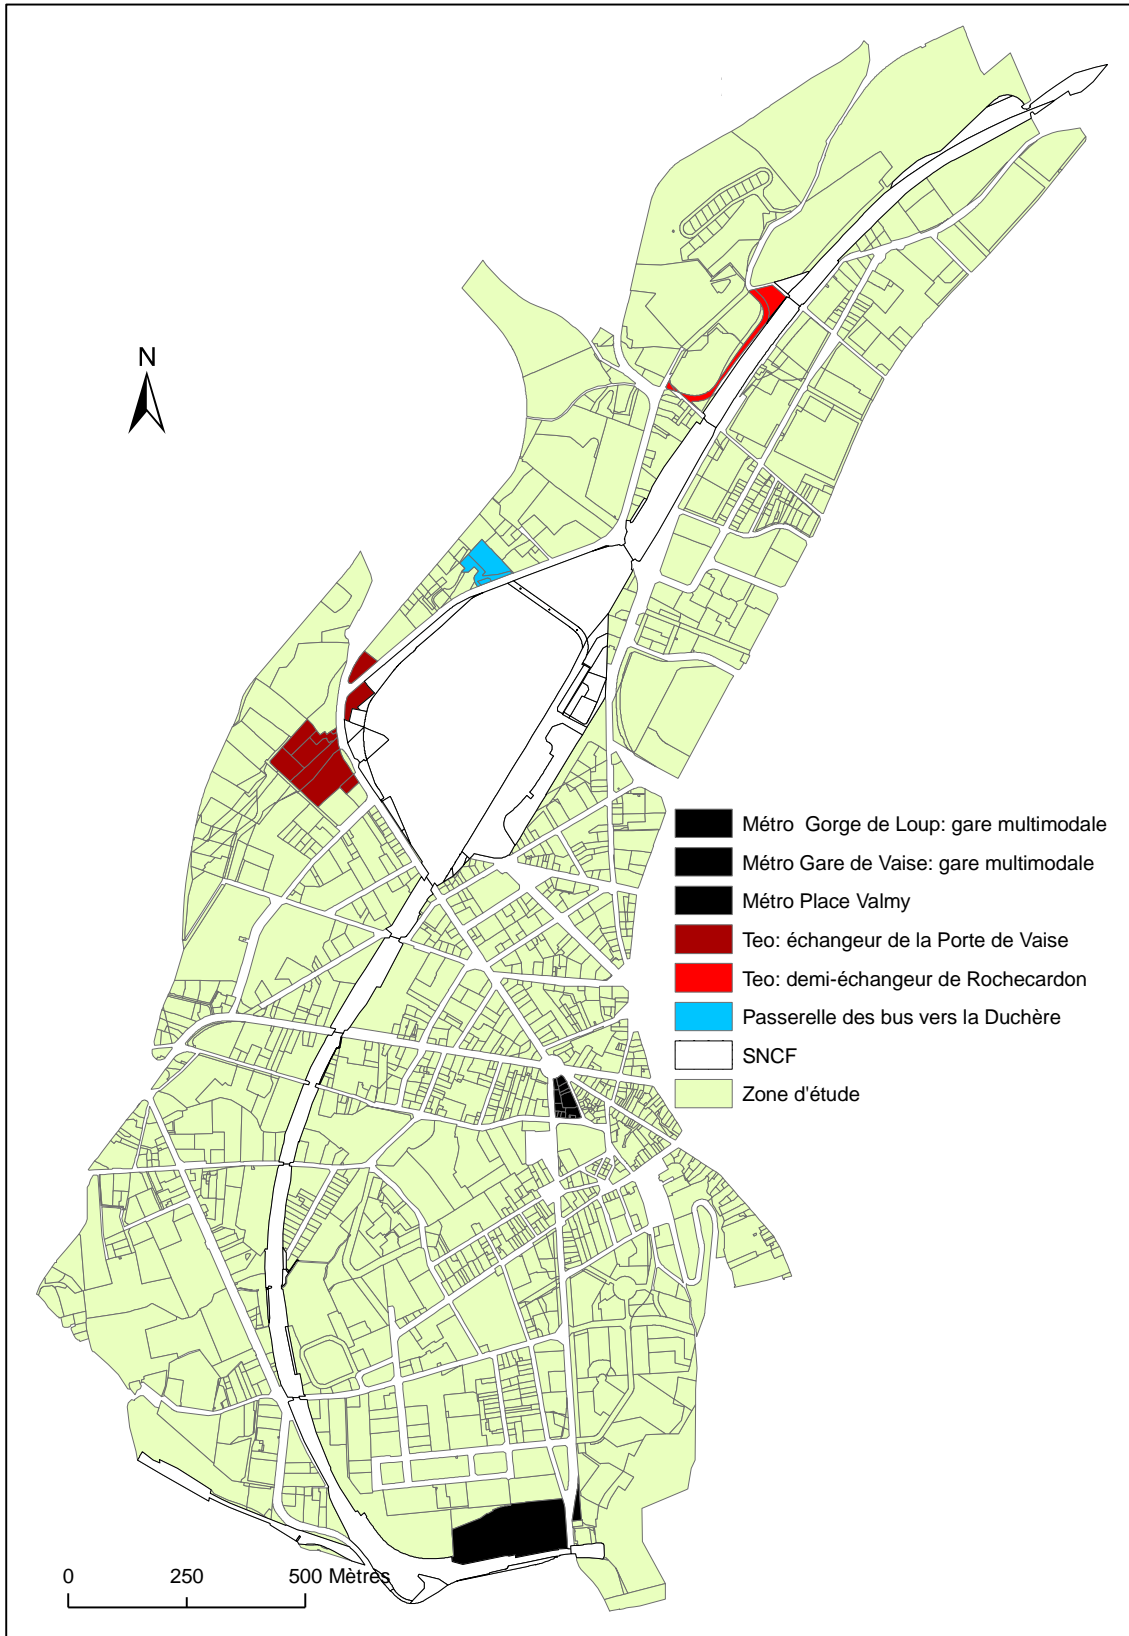 N
Métro  Gorge de Loup: gare multimodale
Métro Gare de Vaise: gare multimodale
Métro Place Valmy
Teo: échangeur de la Porte de Vaise
Teo: demi-échangeur de Rochecardon
Passerelle des bus vers la Duchère
SNCF
Zone d'étude
0 250 500 Mètres